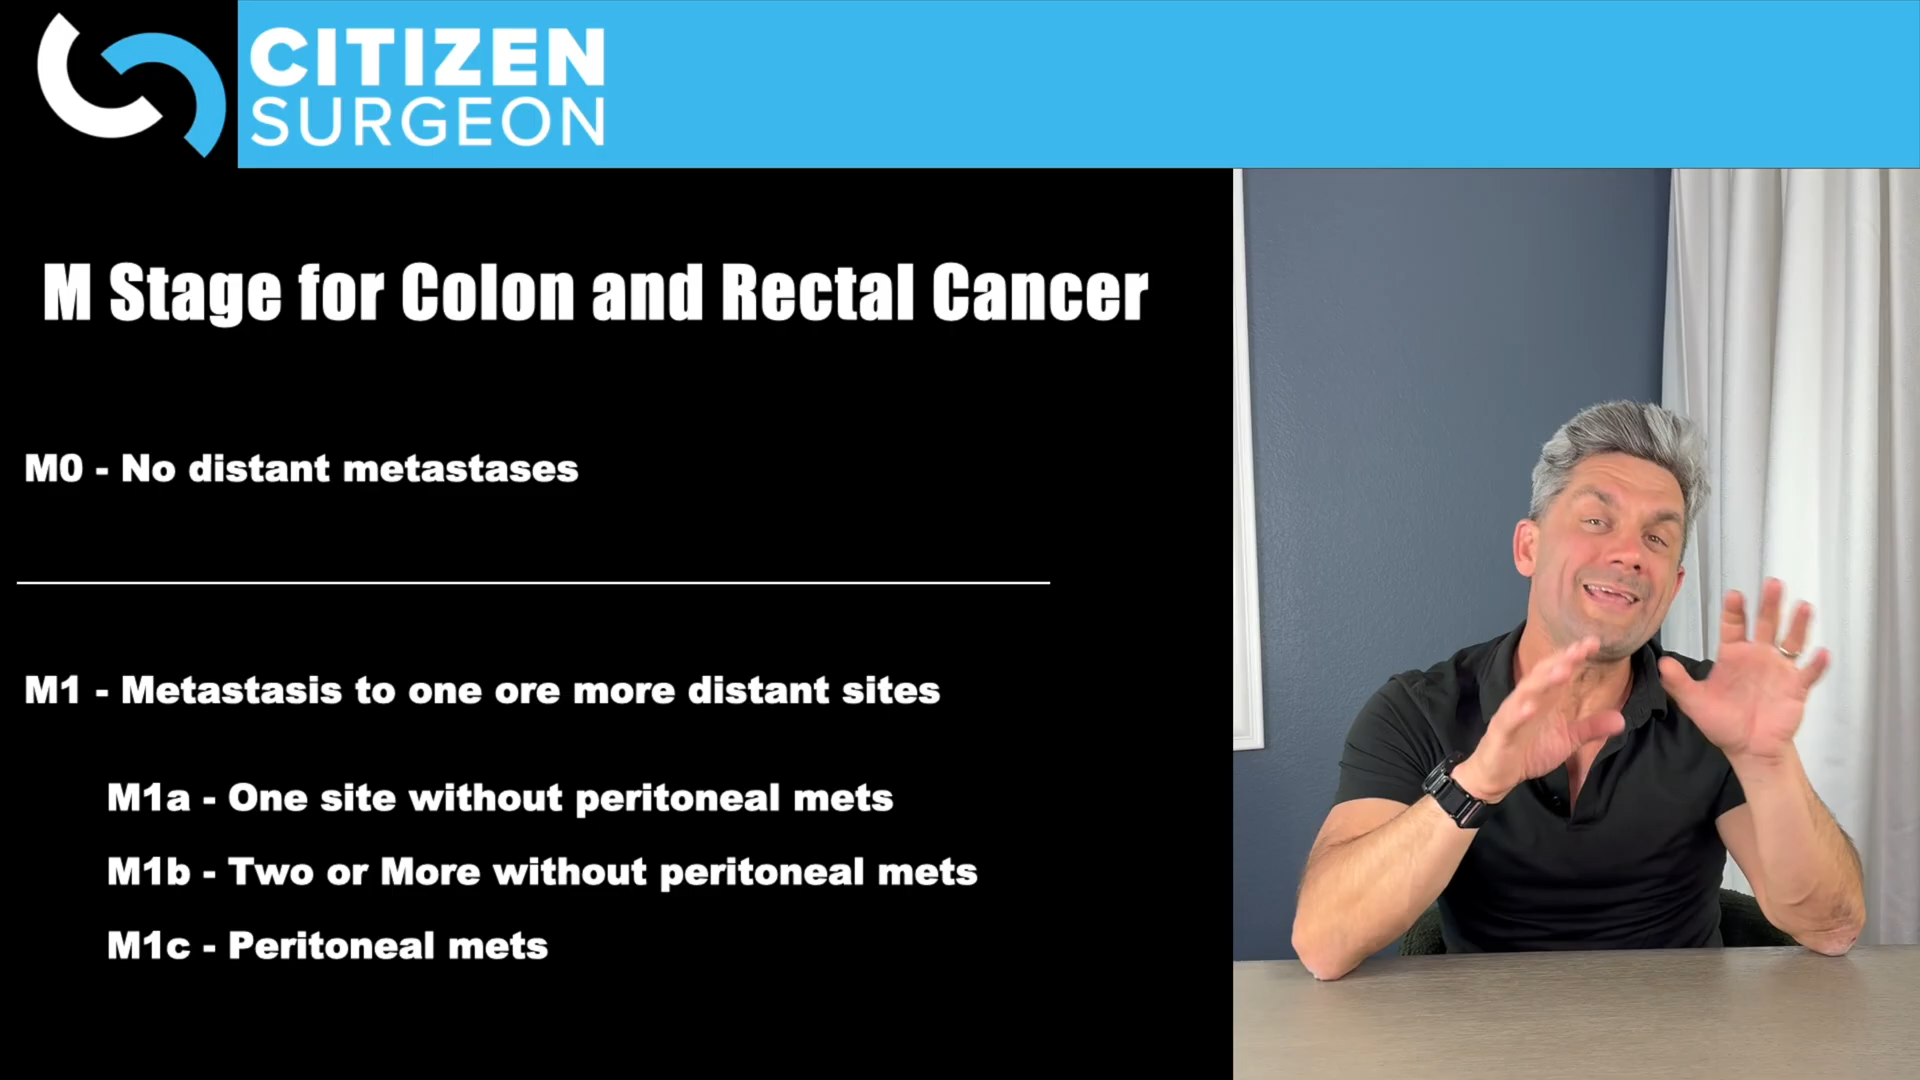 CITIZEN
SURGEON
M Stage for Colon and Rectal Cancer
M0 - No distant metastases
M1 - Metastasis to one ore more distant sites
M1a - One site without peritoneal mets
M1b - Two or More without peritoneal mets
M1c - Peritoneal mets